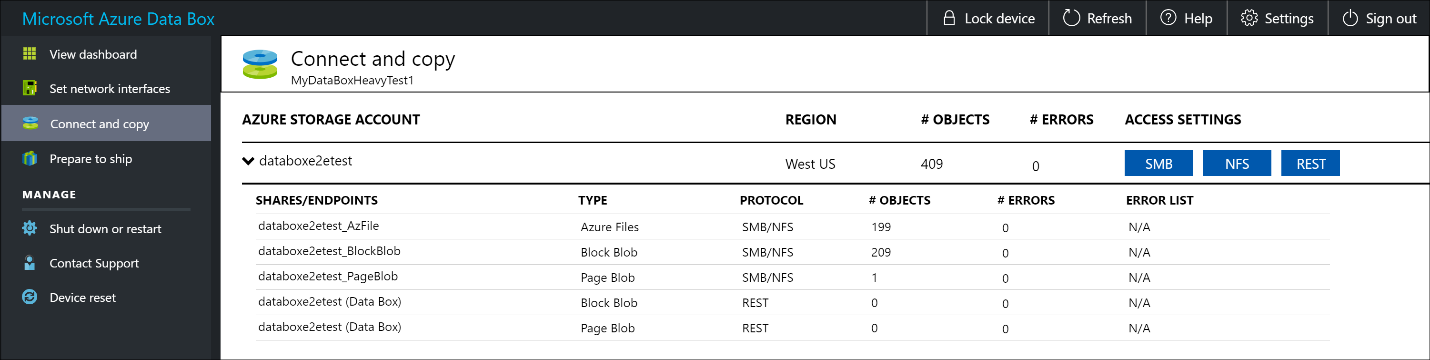 Microsoft Azure Data Box Lock device Refresh Help Settings Sign out
View dashboard
Set network interfaces
Connect and copy
Prepare to ship
MANAGE
Shut down or restart
Contact Support
Device reset
Connect and copy
MyDataBoxHeavyTest1
AZURE STORAGE ACCOUNT REGION # OBJECTS # ERRORS ACCESS SETTINGS
databoxe2etest West US 409 0 SMB NFS REST
SHARES/ENDPOINTS TYPE PROTOCOL # OBJECTS # ERRORS ERROR LIST
databoxe2etest_AzFile Azure Files SMB/NFS 199 0 N/A
databoxe2etest_BlockBlob Block Blob SMB/NFS 209 0 N/A
databoxe2etest_PageBlob Page Blob SMB/NFS 1 0 N/A
databoxe2etest (Data Box) Block Blob REST 0 0 N/A
databoxe2etest (Data Box) Page Blob REST 0 0 N/A